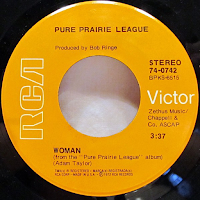 PURE PRAIRIE LEAGUE
Produced by Bob Ringe
STEREO
74-0742
RCA
Victor
Zethus Music/
Chappell &
Co. ASCAP
3:37
WOMAN
(from the "Pure Prairie League" album)
(Adam Taylor)